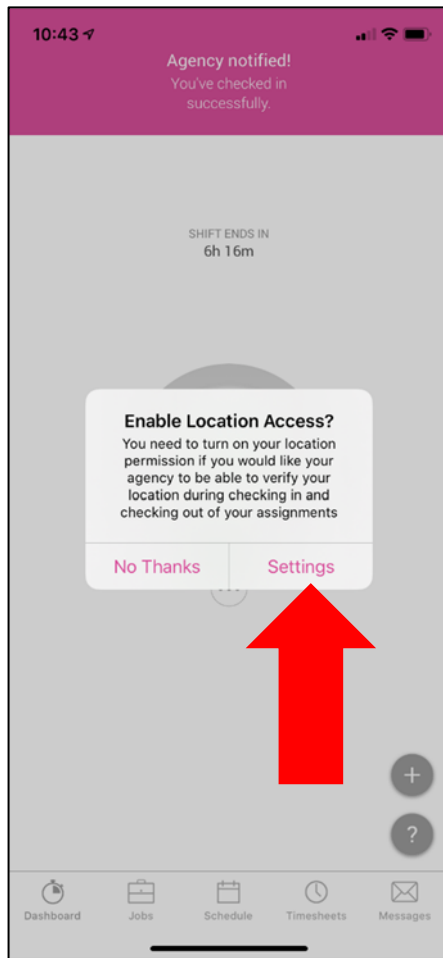 10:43
Agency notified!
You've checked in
successfully.
SHIFT ENDS IN
6h 16m
Enable Location Access?
You need to turn on your location
permission if you would like your
agency to be able to verify your
location during checking in and
checking out of your assignments
No Thanks
Settings
+
?
Dashboard
Jobs
Schedule
Timesheets
Messages